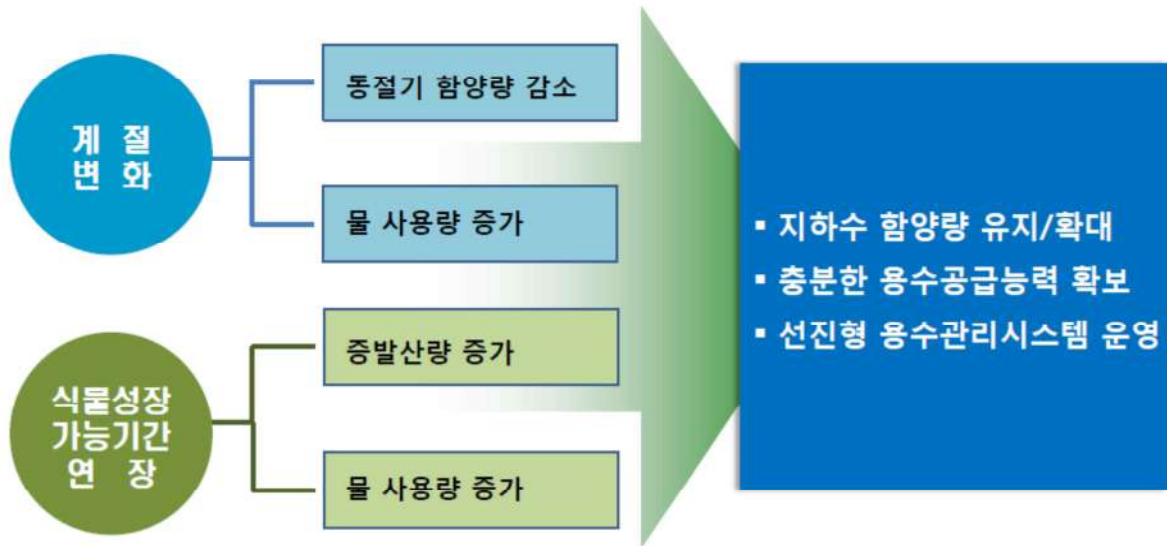 계 절
변 화
동절기 함양량 감소
물 사용량 증가
식물성장
가능기간
연 장
증발산량 증가
물 사용량 증가
▪ 지하수 함양량 유지/확대
▪ 충분한 용수공급능력 확보
▪ 선진형 용수관리시스템 운영